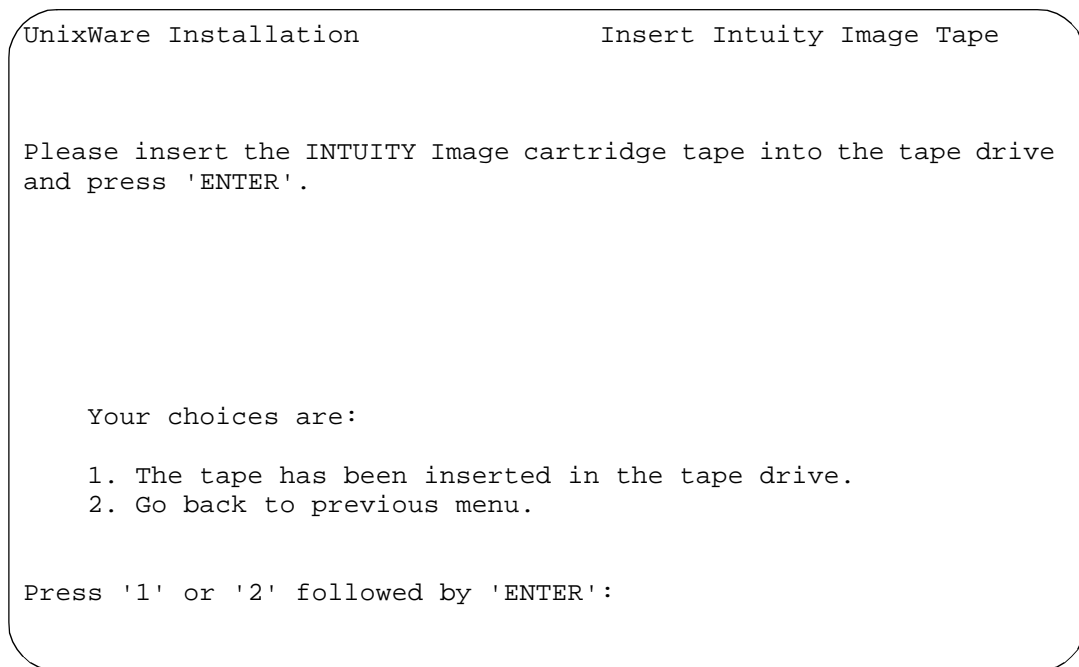 UnixWare Installation Insert Intuity Image Tape
Please insert the INTUITY Image cartridge tape into the tape drive
and press 'ENTER'.
Your choices are:
1. The tape has been inserted in the tape drive.
2. Go back to previous menu.
Press '1' or '2' followed by 'ENTER':